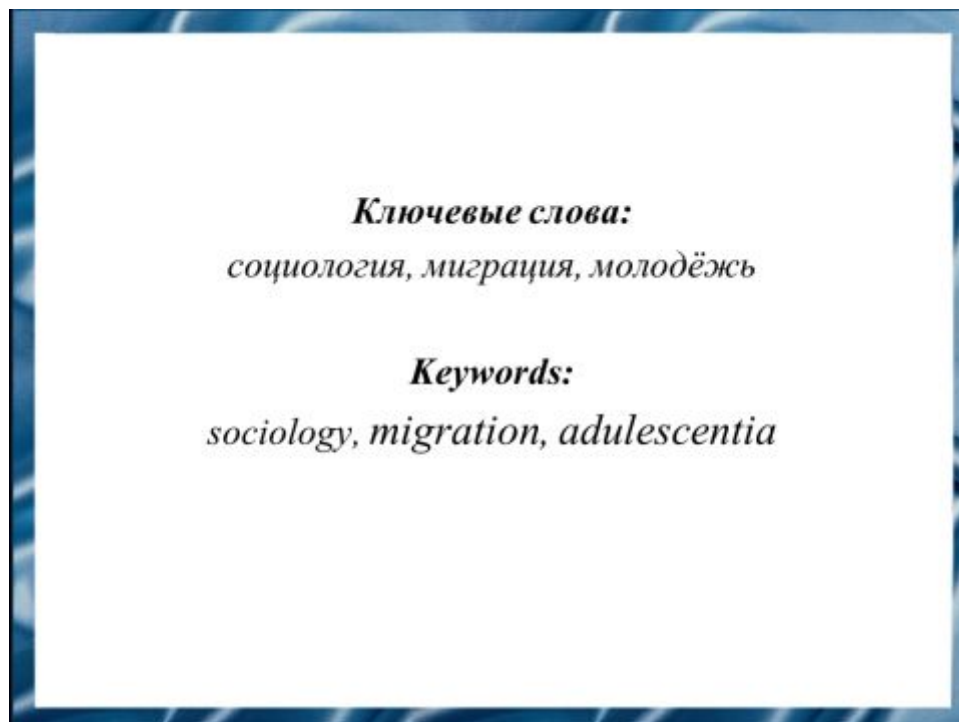 Ключевые слова:
социология, миграция, молодёжь
Keywords:
sociology, migration, adulescentia